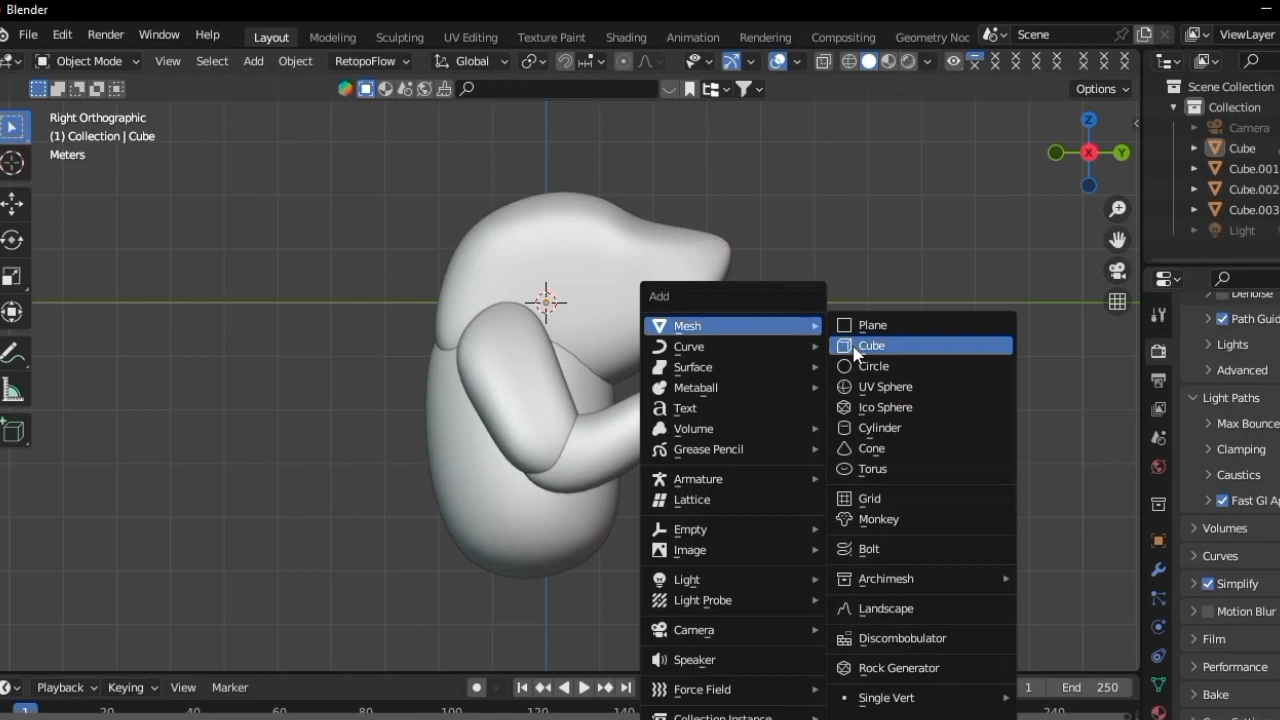 Blender
File Edit Render Window Help Layout Modeling Sculpting UV Editing Texture Paint Shading Animation Rendering Compositing Geometry Noc Scene ViewLayer
Object Mode View Select Add Object RetopoFlow Global
Options
Right Orthographic
(1) Collection | Cube
Meters
Z
X
Y
Add
Mesh
Curve
Surface
Metaball
Text
Volume
Grease Pencil
Armature
Lattice
Empty
Image
Light
Light Probe
Camera
Speaker
Force Field
Collection Instance
Plane
Cube
Circle
UV Sphere
Ico Sphere
Cylinder
Cone
Torus
Grid
Monkey
Bolt
Archimesh
Landscape
Discombobulator
Rock Generator
Single Vert
Scene Collection
Collection
Camera
Cube
Cube.001
Cube.002
Cube.003
Light
Denoise
Path Guid
Lights
Advanced
Light Paths
Max Bounce
Clamping
Caustics
Fast GI Ap
Volumes
Curves
Simplify
Motion Blur
Film
Performance
Bake
Playback Keying View Marker 1 End 250
1 20 100 120 140 240